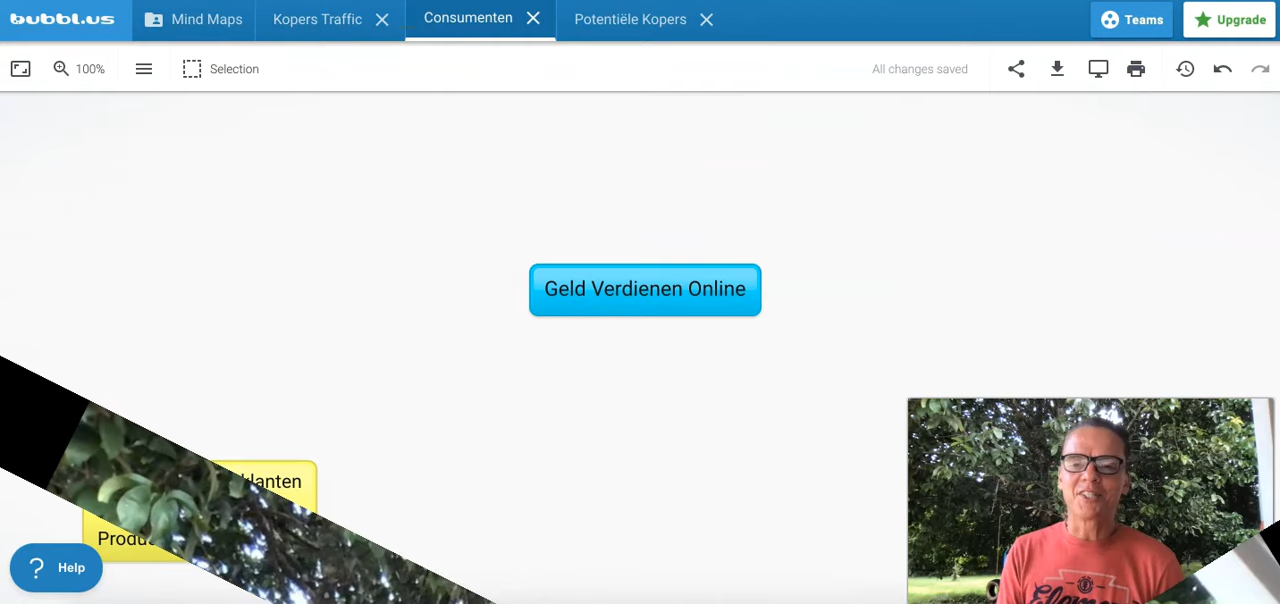 bubbl.us
Mind Maps
Kopers Traffic
Consumenten
Potentiële Kopers
Teams
Upgrade
100%
Selection
All changes saved
Geld Verdienen Online
Help